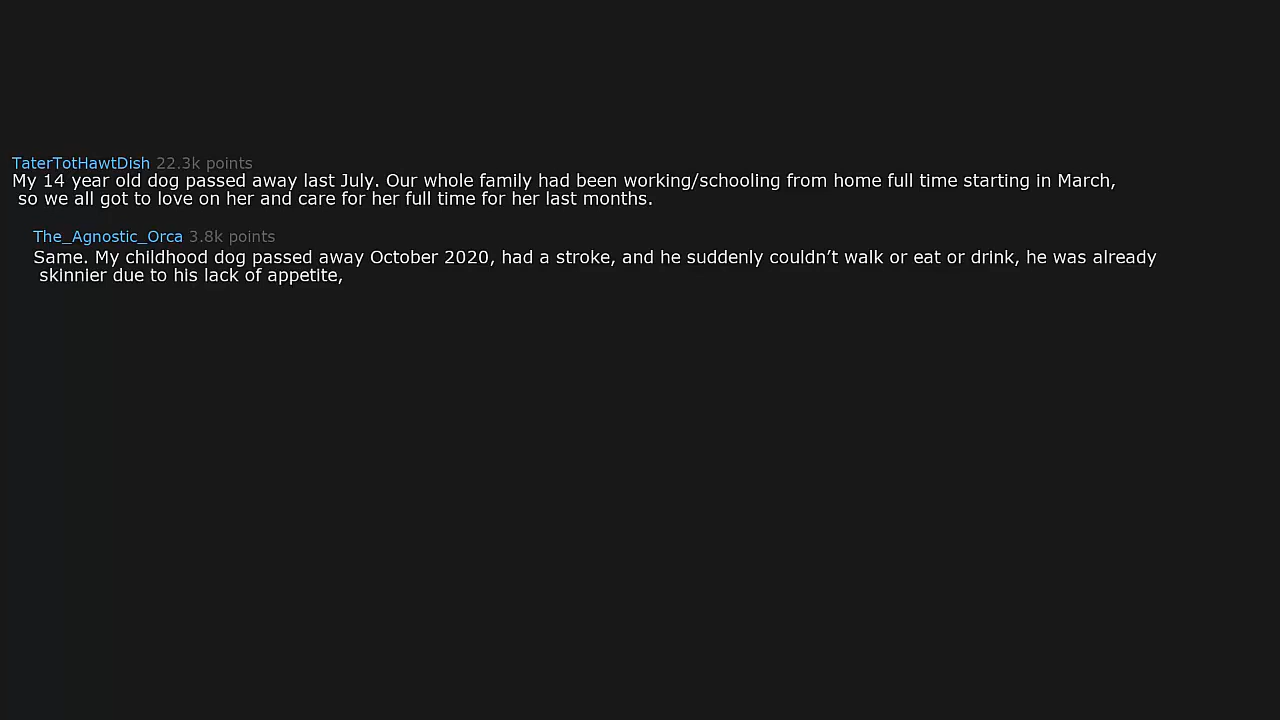 TaterTotHawtDish 22.3k points
My 14 year old dog passed away last July. Our whole family had been working/schooling from home full time starting in March,
so we all got to love on her and care for her full time for her last months.
The_Agnostic_Orca 3.8k points
Same. My childhood dog passed away October 2020, had a stroke, and he suddenly couldn’t walk or eat or drink, he was already
skinnier due to his lack of appetite,